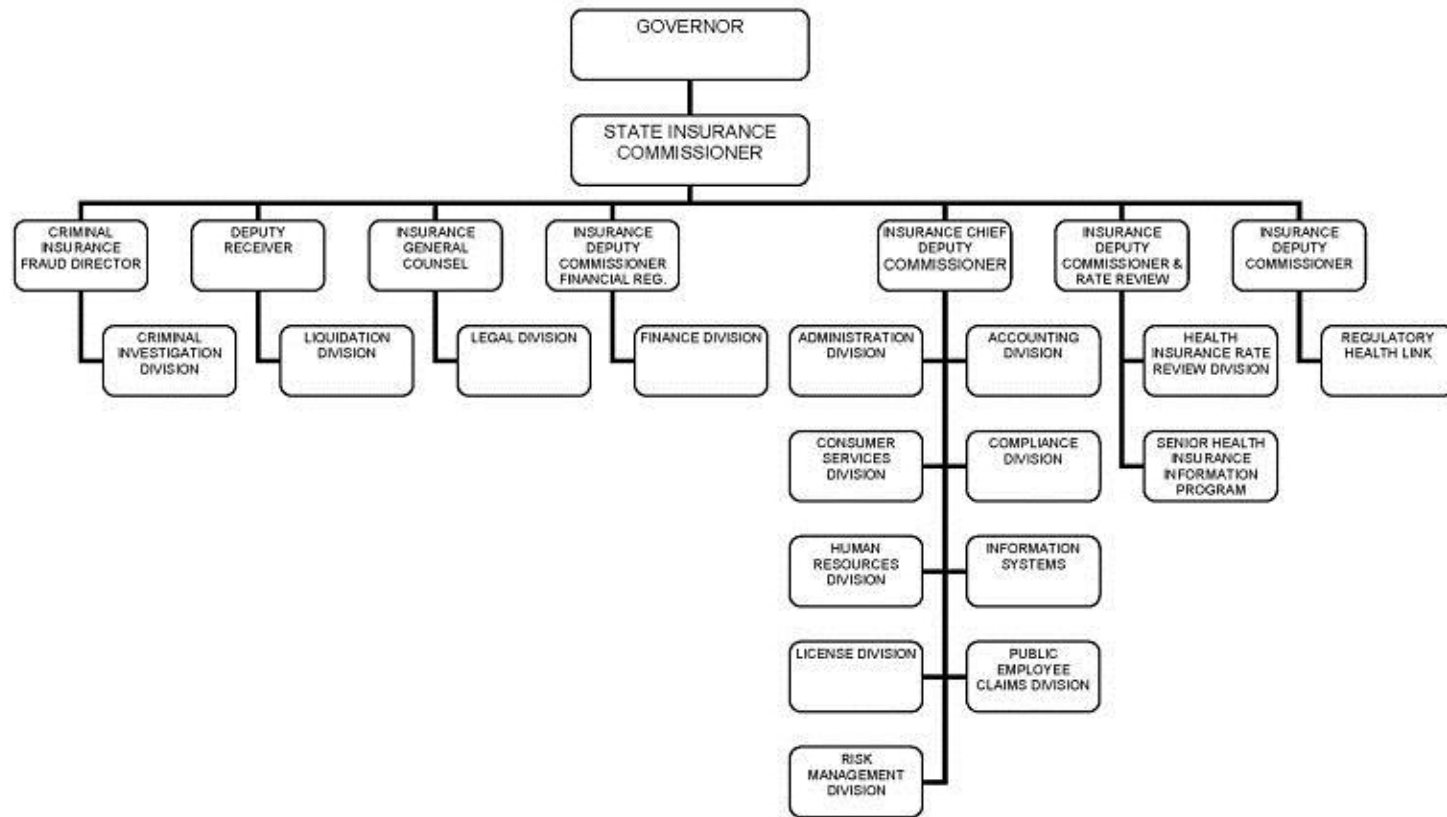 GOVERNOR
STATE INSURANCE
COMMISSIONER
CRIMINAL
INSURANCE
FRAUD DIRECTOR
DEPUTY
RECEIVER
INSURANCE
GENERAL
COUNSEL
INSURANCE
DEPUTY
COMMISSIONER
FINANCIAL REG.
INSURANCE CHIEF
DEPUTY
COMMISSIONER
INSURANCE
DEPUTY
COMMISSIONER &
RATE REVIEW
INSURANCE
DEPUTY
COMMISSIONER
CRIMINAL
INVESTIGATION
DIVISION
LIQUIDATION
DIVISION
LEGAL DIVISION
FINANCE DIVISION
ADMINISTRATION
DIVISION
ACCOUNTING
DIVISION
HEALTH
INSURANCE RATE
REVIEW DIVISION
REGULATORY
HEALTH LINK
CONSUMER
SERVICES
DIVISION
COMPLIANCE
DIVISION
SENIOR HEALTH
INSURANCE
INFORMATION
PROGRAM
HUMAN
RESOURCES
DIVISION
INFORMATION
SYSTEMS
LICENSE DIVISION
PUBLIC
EMPLOYEE
CLAIMS DIVISION
RISK
MANAGEMENT
DIVISION